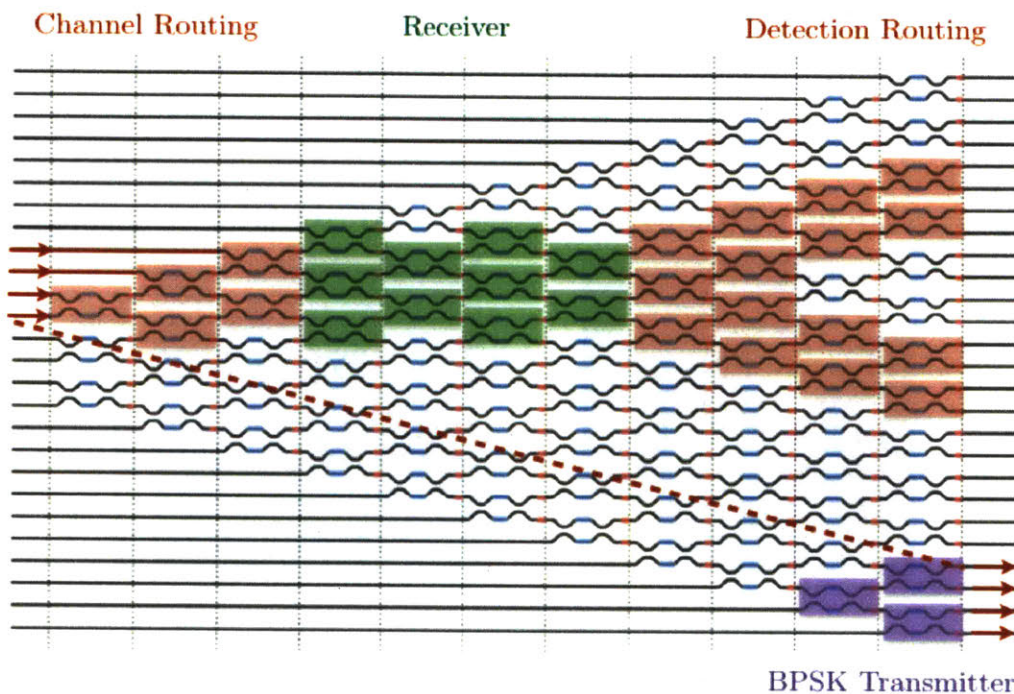 Channel Routing
Receiver
Detection Routing
BPSK Transmitter